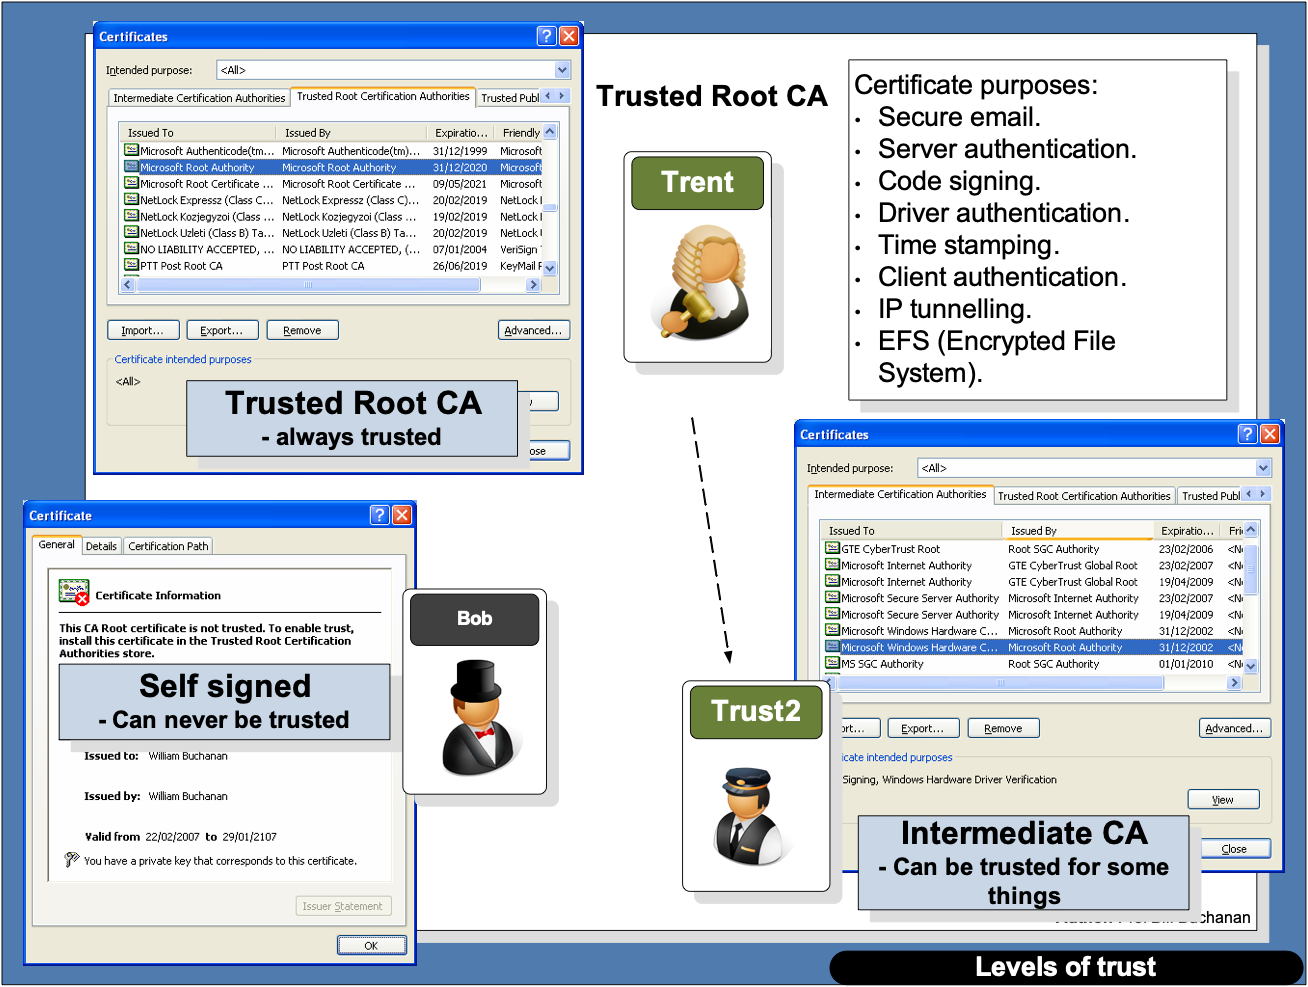 Certificates
Intended purpose: <All>
Intermediate Certification Authorities Trusted Root Certification Authorities Trusted Publ
Issued To Issued By Expiratio... Friendly
Microsoft Authenticode(tm... Microsoft Authenticode(tm)... 31/12/1999 Microsoft
Microsoft Root Authority Microsoft Root Authority 31/12/2020 Microsoft
Microsoft Root Certificate ... Microsoft Root Certificate ... 09/05/2021 Microsoft
NetLock Expressz (Class C... NetLock Expressz (Class C)... 20/02/2019 NetLock E
NetLock Kozjegyzoi (Class ... NetLock Kozjegyzoi (Class ... 19/02/2019 NetLock K
NetLock Uzleti (Class B) Ta... NetLock Uzleti (Class B) Ta... 20/02/2019 NetLock U
NO LIABILITY ACCEPTED, ... NO LIABILITY ACCEPTED, (... 07/01/2004 VeriSign
PTT Post Root CA PTT Post Root CA 26/06/2019 KeyMail
Import... Export... Remove Advanced...
Certificate intended purposes
<All>
Trusted Root CA
- always trusted
ose
Trusted Root CA
Trent
Certificate purposes:
• Secure email.
• Server authentication.
• Code signing.
• Driver authentication.
• Time stamping.
• Client authentication.
• IP tunnelling.
• EFS (Encrypted File
System).
Certificate
General Details Certification Path
Certificate Information
This CA Root certificate is not trusted. To enable trust,
install this certificate in the Trusted Root Certification
Authorities store.
Self signed
- Can never be trusted
Issued to: William Buchanan
Issued by: William Buchanan
Valid from 22/02/2007 to 29/01/2107
You have a private key that corresponds to this certificate.
Issuer Statement
OK
Bob
Trust2
Certificates
Intended purpose: <All>
Intermediate Certification Authorities Trusted Root Certification Authorities Trusted Publ
Issued To Issued By Expiratio... Frie
GTE CyberTrust Root Root SGC Authority 23/02/2006 <N
Microsoft Internet Authority GTE CyberTrust Global Root 23/02/2007 <N
Microsoft Internet Authority GTE CyberTrust Global Root 19/04/2009 <N
Microsoft Secure Server Authority Microsoft Internet Authority 23/02/2007 <N
Microsoft Secure Server Authority Microsoft Internet Authority 19/04/2009 <N
Microsoft Windows Hardware C... Microsoft Root Authority 31/12/2002 <N
Microsoft Windows Hardware C... Microsoft Root Authority 31/12/2002 <N
MS SGC Authority Root SGC Authority 01/01/2010 <N
ort... Export... Remove Advanced...
icate intended purposes
Signing, Windows Hardware Driver Verification
View
Intermediate CA
- Can be trusted for some
things
Close
chanan
Levels of trust